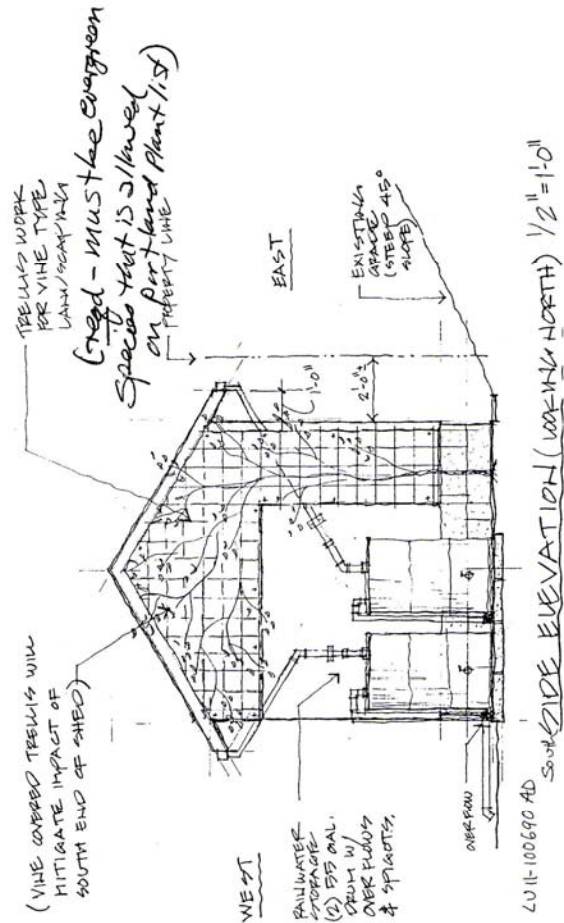 TRELLIS WORK
FOR VINE TYPE
LANDSCAPING
(req'd - must be evergreen
species that is allowed
on Portland Plant list)
PROPERTY LINE
(VINE COVERED TRELLIS WILL
MITIGATE IMPACT OF
SOUTH END OF SHED)
WEST
EAST
EXISTING
GRADE
(STEEP 45°
SLOPE)
1'-0"
2'-0"±
RAINWATER
STORAGE
(2) 55 GAL.
DRUM W/
OVER FLOWS
& SPIGOTS.
OVERFLOW
South SIDE ELEVATION (LOOKING NORTH) 1/2"=1'-0"
LU 11-100690 AD